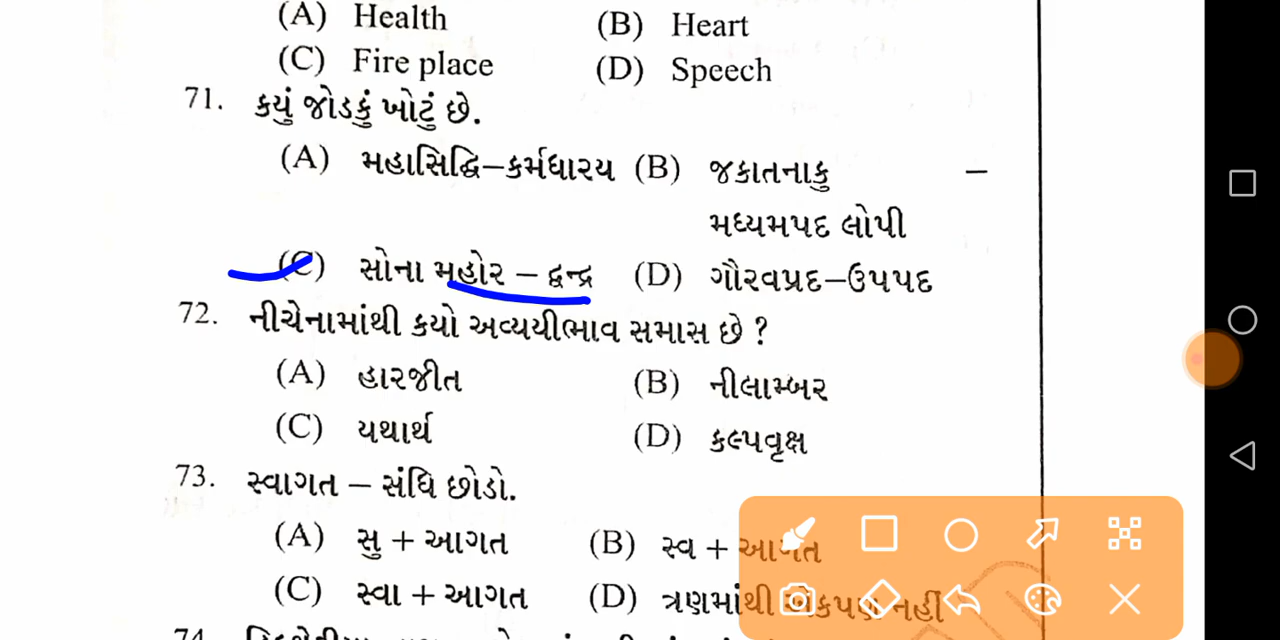 (A) Health (B) Heart
(C) Fire place (D) Speech
71. કયું જોડકું ખોટું છે.
(A) મહાસિદ્ધિ–કર્મધારય (B) જકાતનાકુ –
મધ્યમપદ લોપી
(C) સોના મહોર – દ્વન્દ્વ (D) ગૌરવપ્રદ–ઉપપદ
72. નીચેનામાંથી કયો અવ્યયીભાવ સમાસ છે ?
(A) હારજીત (B) નીલામ્બર
(C) યથાર્થ (D) કલ્પવૃક્ષ
73. સ્વાગત – સંધિ છોડો.
(A) સુ + આગત (B) સ્વ + આગત
(C) સ્વા + આગત (D) ત્રણમાંથી એકપણ નહીં
74.